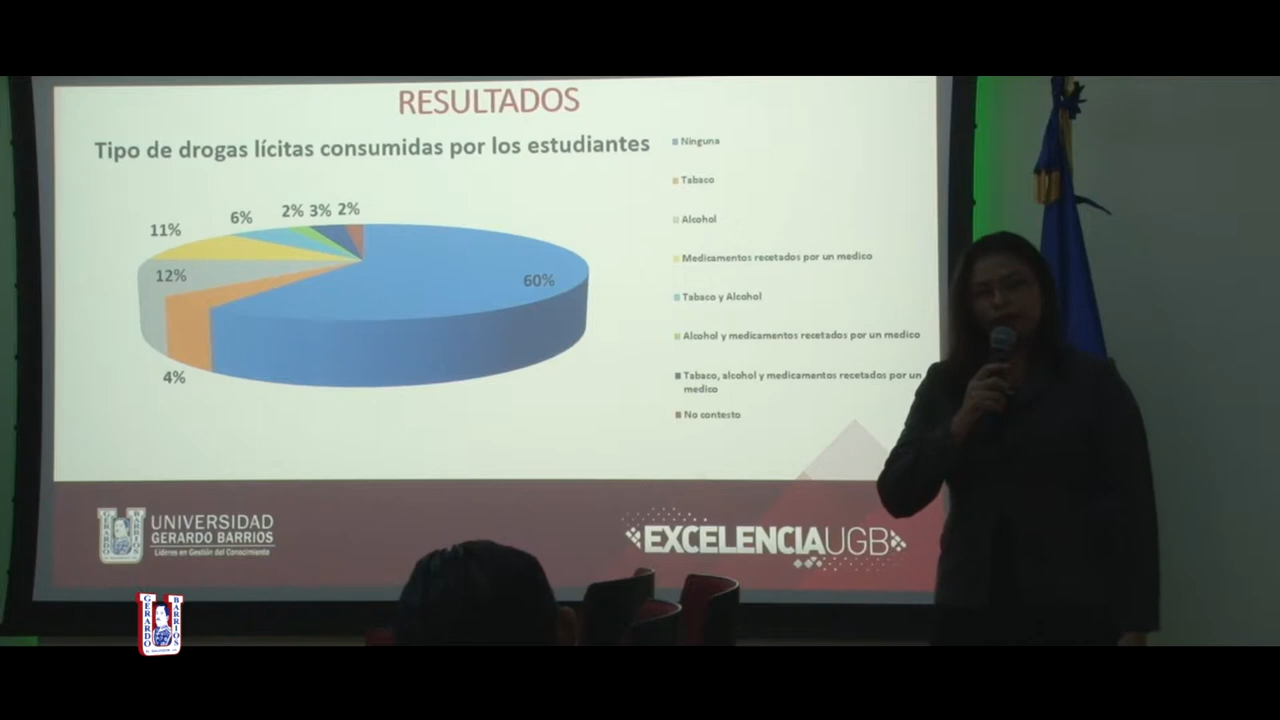 RESULTADOS
Tipo de drogas lícitas consumidas por los estudiantes
60%
4%
12%
11%
6%
2%
3%
2%
Ninguna
Tabaco
Alcohol
Medicamentos recetados por un medico
Tabaco y Alcohol
Alcohol y medicamentos recetados por un medico
Tabaco, alcohol y medicamentos recetados por un
medico
No contesto
GERARDO
BARRIOS
UNIVERSIDAD
GERARDO BARRIOS
Líderes en Gestión del Conocimiento
EXCELENCIAUGB
GERARDO
BARRIOS